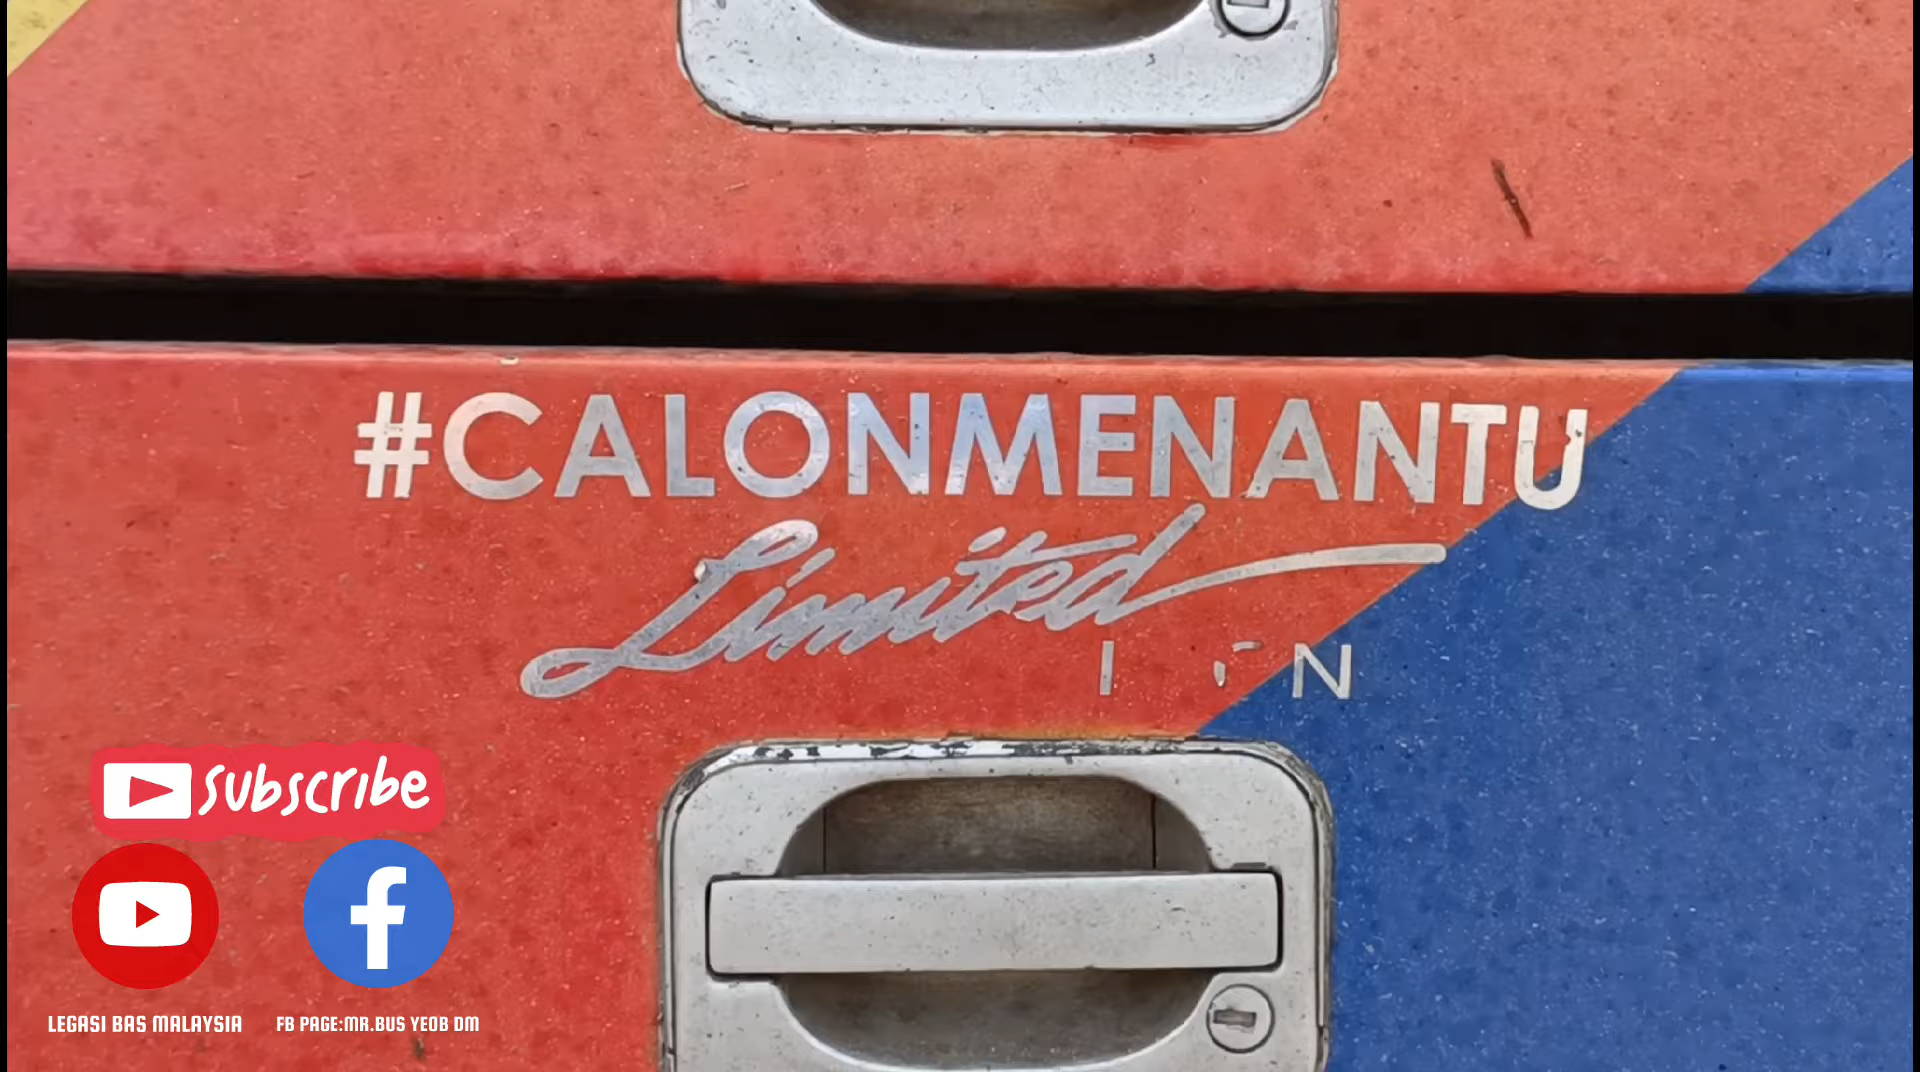 #CALONMENANTU
Limited
Subscribe
LEGASI BAS MALAYSIA
FB PAGE:MR.BUS YEOB DM